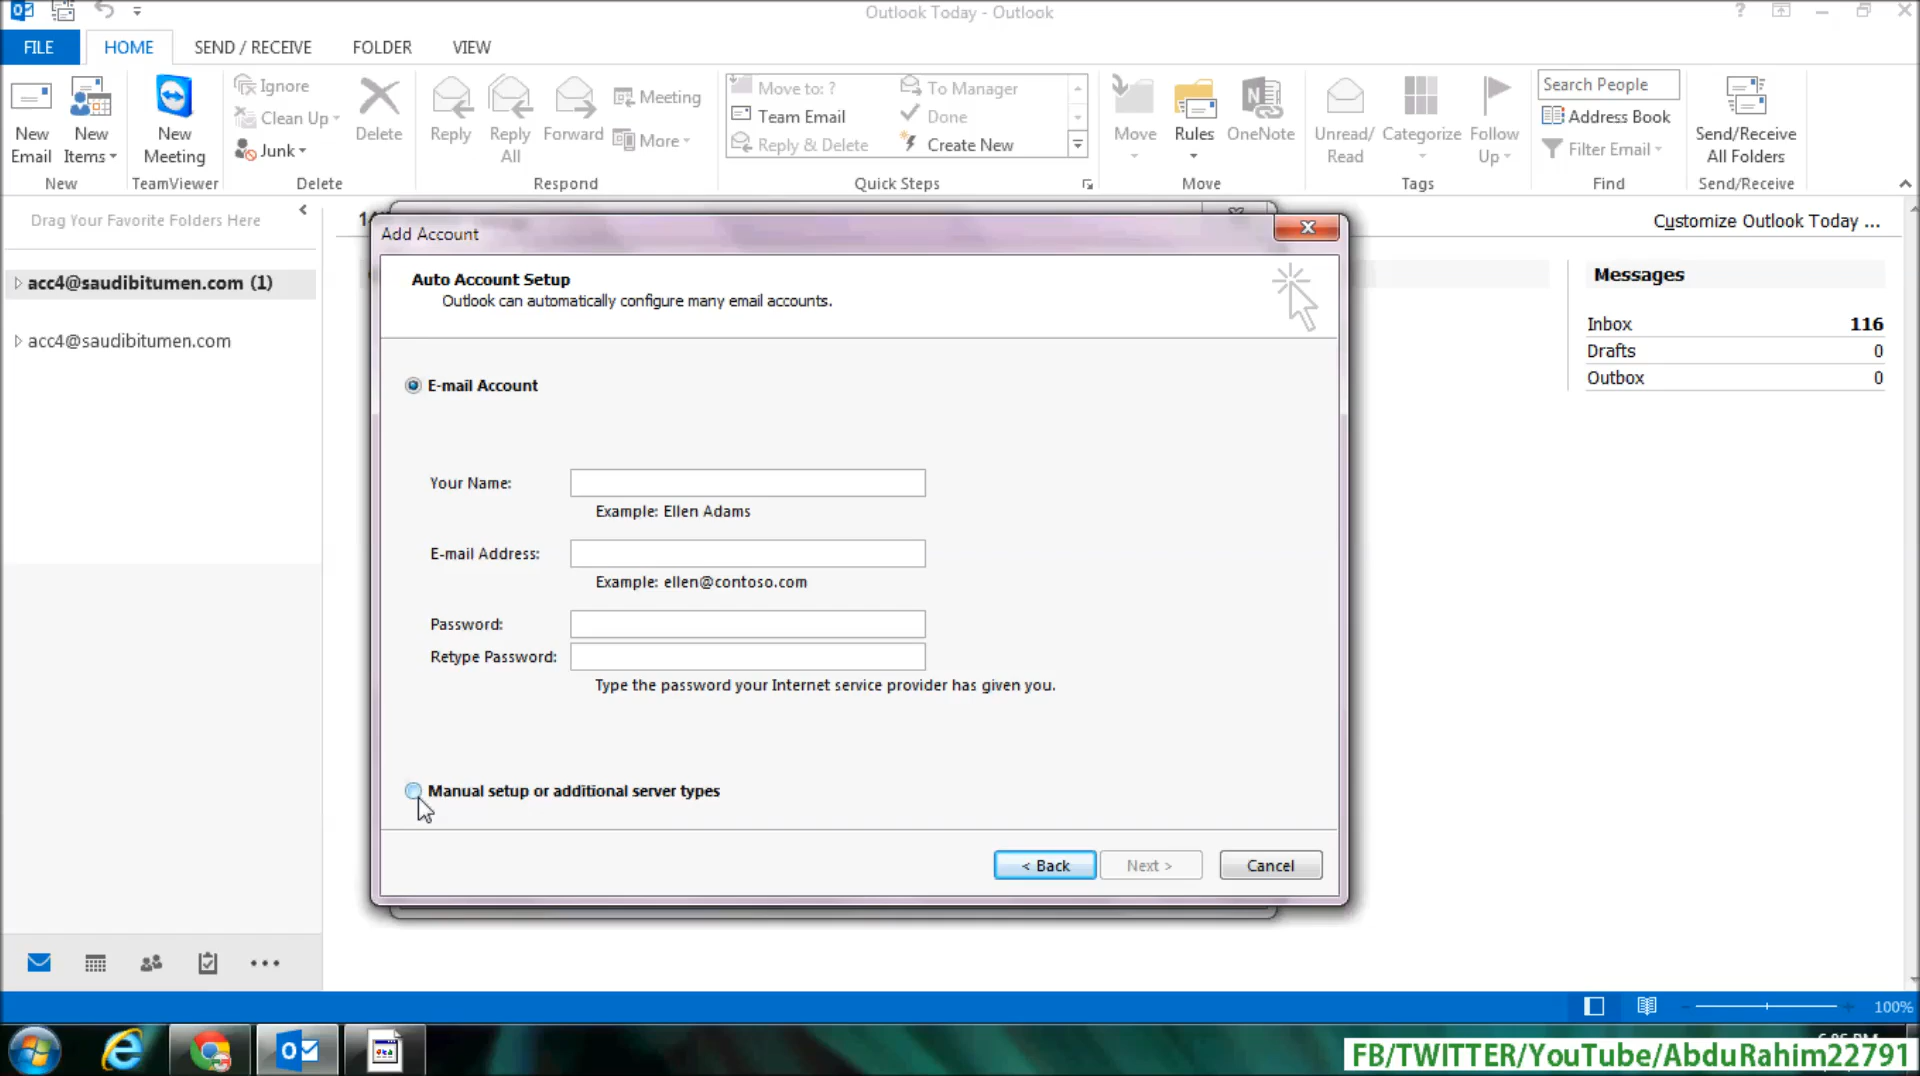 Outlook Today - Outlook
FILE
HOME
SEND / RECEIVE
FOLDER
VIEW
New Email
New Items
New
New Meeting
TeamViewer
Ignore
Clean Up
Junk
Delete
Delete
Reply
Reply All
Forward
Meeting
More
Respond
Move to: ?
Team Email
Reply & Delete
To Manager
Done
Create New
Quick Steps
Move
Rules
OneNote
Move
Unread/ Read
Categorize
Follow Up
Tags
Search People
Address Book
Filter Email
Find
Send/Receive All Folders
Send/Receive
Drag Your Favorite Folders Here
acc4@saudibitumen.com (1)
acc4@saudibitumen.com
Customize Outlook Today ...
Messages
Inbox 116
Drafts 0
Outbox 0
Add Account
Auto Account Setup
Outlook can automatically configure many email accounts.
E-mail Account
Your Name:
Example: Ellen Adams
E-mail Address:
Example: ellen@contoso.com
Password:
Retype Password:
Type the password your Internet service provider has given you.
Manual setup or additional server types
< Back
Next >
Cancel
100%
FB/TWITTER/YouTube/AbduRahim22791